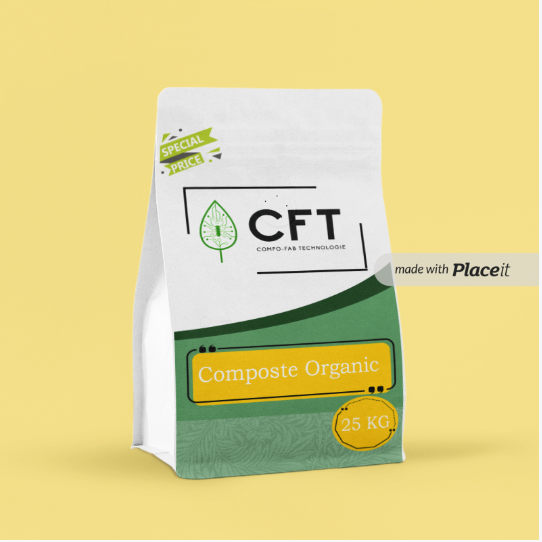 SPECIAL
PRICE
CFT
COMPO-FAB TECHNOLOGIE
made with Placeit
Composte Organic
25 KG